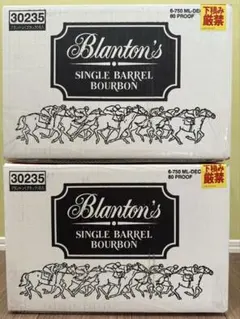 30235
6-750 ML-DEC
80 PROOF
下積み
厳禁
Blanton's
SINGLE BARREL
BOURBON
30235
6-750 ML-DEC
80 PROOF
下積み
厳禁
Blanton's
SINGLE BARREL
BOURBON